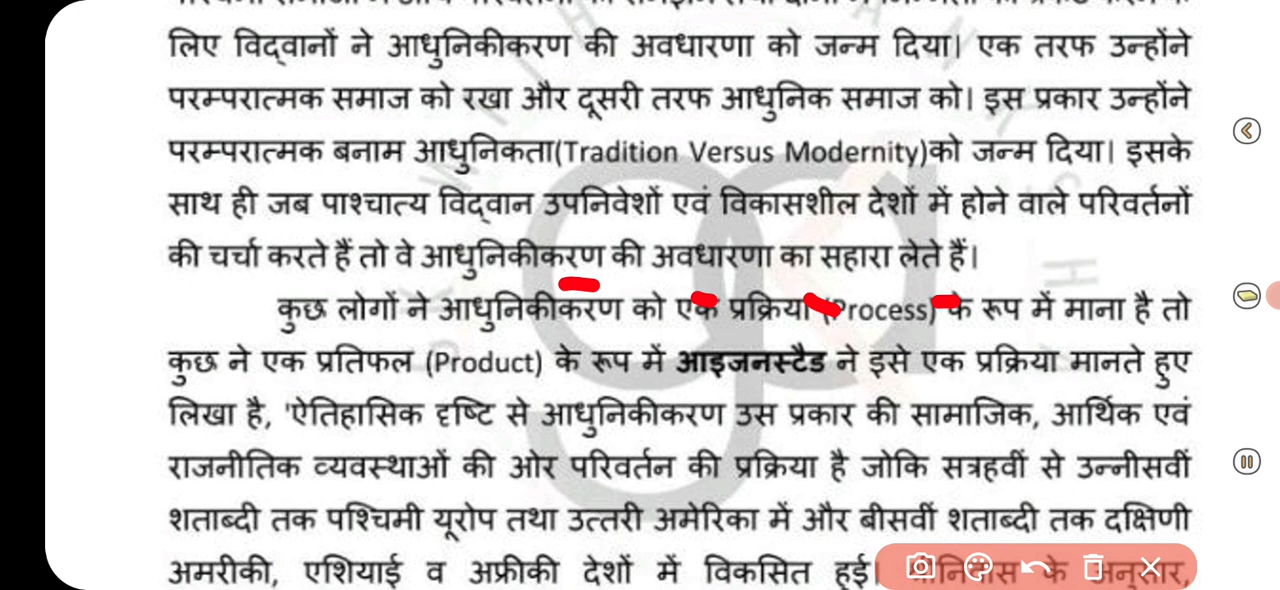 लिए विद्वानों ने आधुनिकीकरण की अवधारणा को जन्म दिया। एक तरफ उन्होंने
परम्परात्मक समाज को रखा और दूसरी तरफ आधुनिक समाज को। इस प्रकार उन्होंने
परम्परात्मक बनाम आधुनिकता(Tradition Versus Modernity)को जन्म दिया। इसके
साथ ही जब पाश्चात्य विद्वान उपनिवेशों एवं विकासशील देशों में होने वाले परिवर्तनों
की चर्चा करते हैं तो वे आधुनिकीकरण की अवधारणा का सहारा लेते हैं।
कुछ लोगों ने आधुनिकीकरण को एक प्रक्रिया (Process) के रूप में माना है तो
कुछ ने एक प्रतिफल (Product) के रूप में आइजनस्टैड ने इसे एक प्रक्रिया मानते हुए
लिखा है, 'ऐतिहासिक दृष्टि से आधुनिकीकरण उस प्रकार की सामाजिक, आर्थिक एवं
राजनीतिक व्यवस्थाओं की ओर परिवर्तन की प्रक्रिया है जोकि सत्रहवीं से उन्नीसवीं
शताब्दी तक पश्चिमी यूरोप तथा उत्तरी अमेरिका में और बीसवीं शताब्दी तक दक्षिणी
अमरीकी, एशियाई व अफ्रीकी देशों में विकसित हुई। के अनुसार,